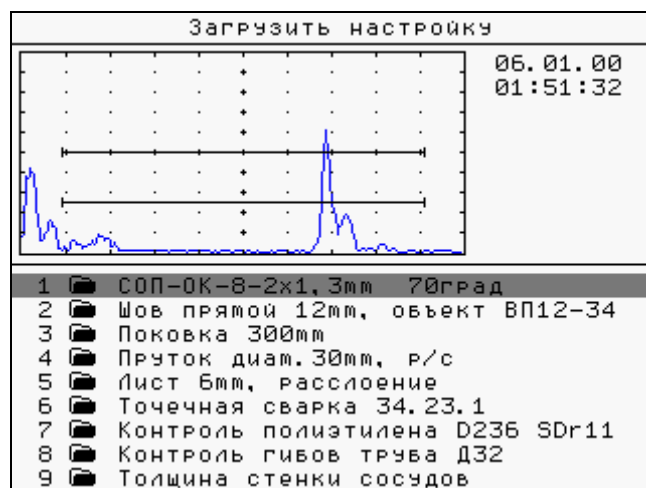 Загрузить настройку
06.01.00
01:51:32
1 СОП-ОК-8-2x1,3mm 70град
2 Шов прямой 12mm, объект ВП12-34
3 Поковка 300mm
4 Пруток диам.30mm, р/с
5 Лист 6mm, расслоение
6 Точечная сварка 34.23.1
7 Контроль полиэтилена D236 SDr11
8 Контроль гибов труба Д32
9 Толщина стенки сосудов